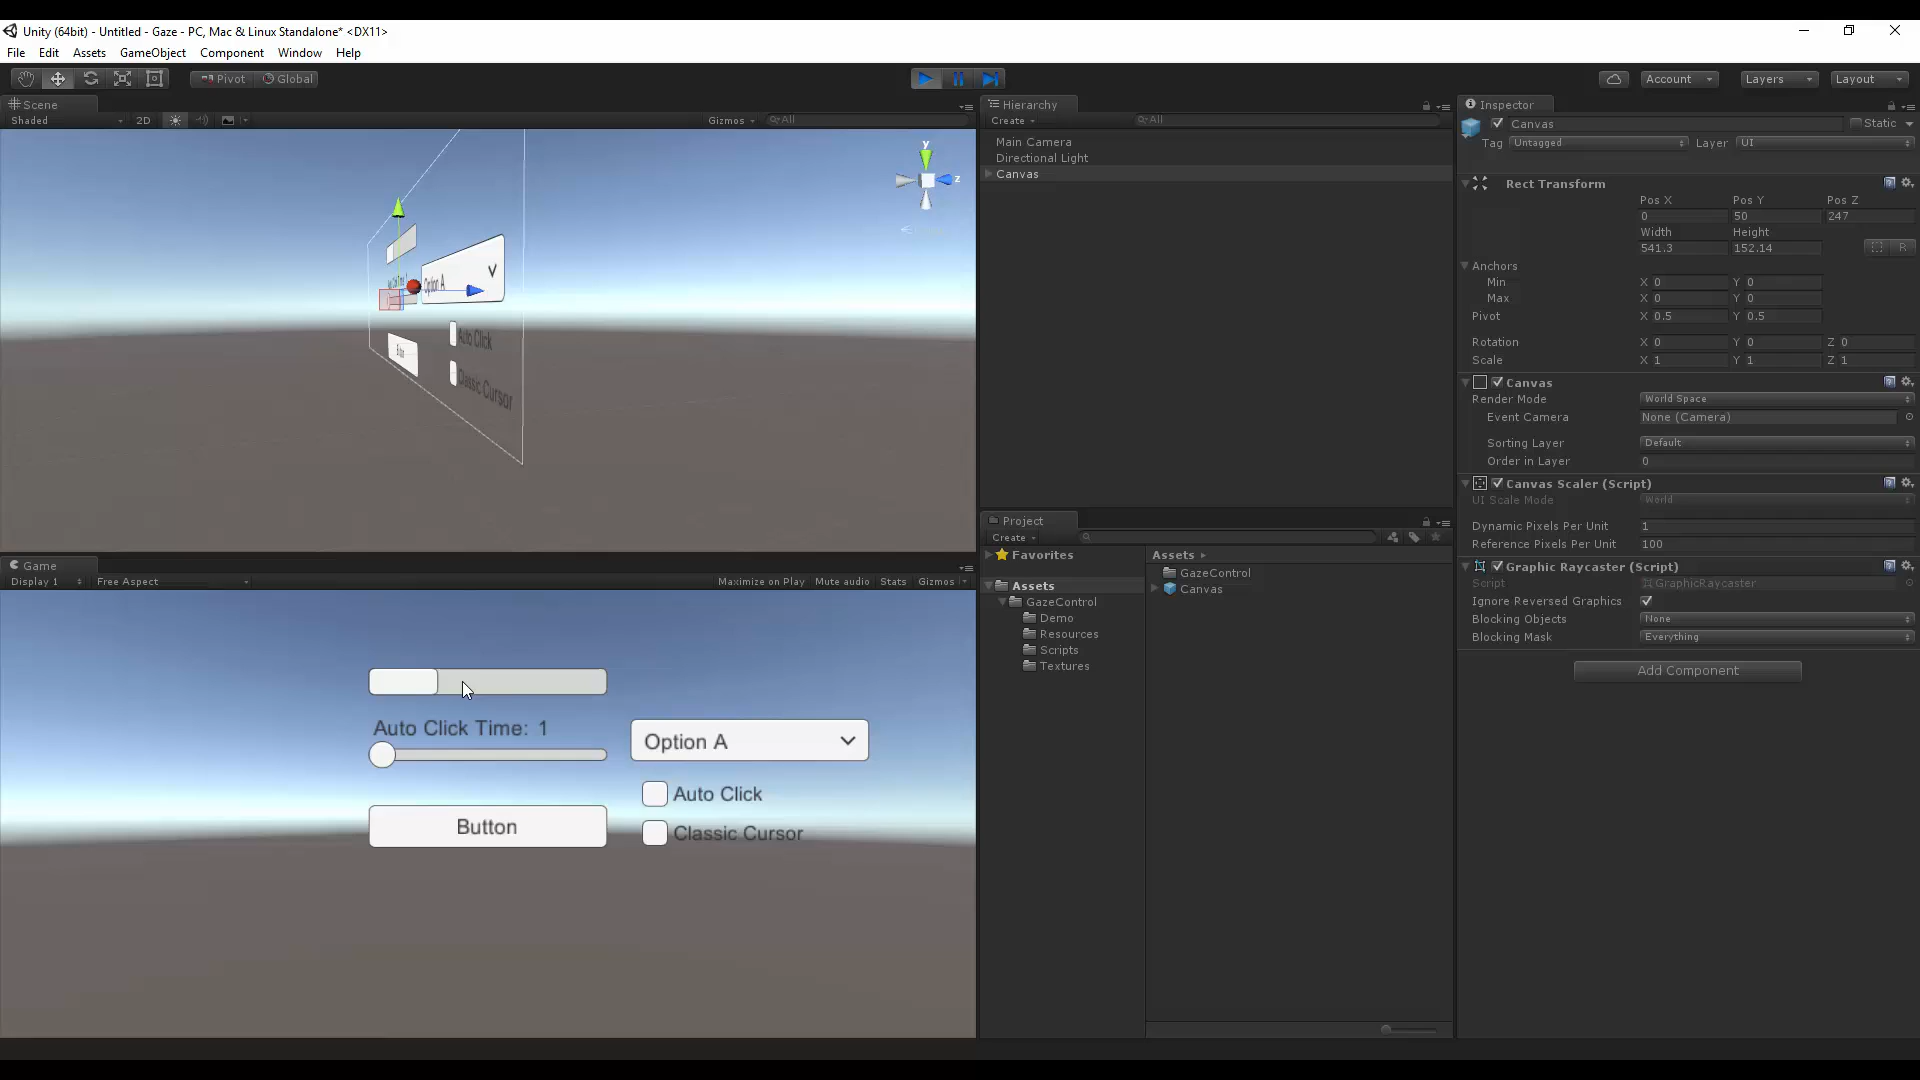 Unity (64bit) - Untitled - Gaze - PC, Mac & Linux Standalone* <DX11>
File Edit Assets GameObject Component Window Help
Pivot Global
Account Layers Layout
Scene
Shaded 2D Gizmos All
y
z
Option A
Auto Click
Classic Cursor
Game
Display 1 Free Aspect Maximize on Play Mute audio Stats Gizmos
Auto Click Time: 1
Option A
Auto Click
Button
Classic Cursor
Hierarchy
Create All
Main Camera
Directional Light
Canvas
Project
Create
Favorites
Assets
GazeControl
Demo
Resources
Scripts
Textures
Assets
GazeControl
Canvas
Inspector
Canvas Static
Tag Untagged Layer UI
Rect Transform
Pos X Pos Y Pos Z
0 50 247
Width Height
541.3 152.14
R
Anchors
Min X 0 Y 0
Max X 0 Y 0
Pivot X 0.5 Y 0.5
Rotation X 0 Y 0 Z 0
Scale X 1 Y 1 Z 1
Canvas
Render Mode World Space
Event Camera None (Camera)
Sorting Layer Default
Order in Layer 0
Canvas Scaler (Script)
UI Scale Mode World
Dynamic Pixels Per Unit 1
Reference Pixels Per Unit 100
Graphic Raycaster (Script)
Script GraphicRaycaster
Ignore Reversed Graphics
Blocking Objects None
Blocking Mask Everything
Add Component